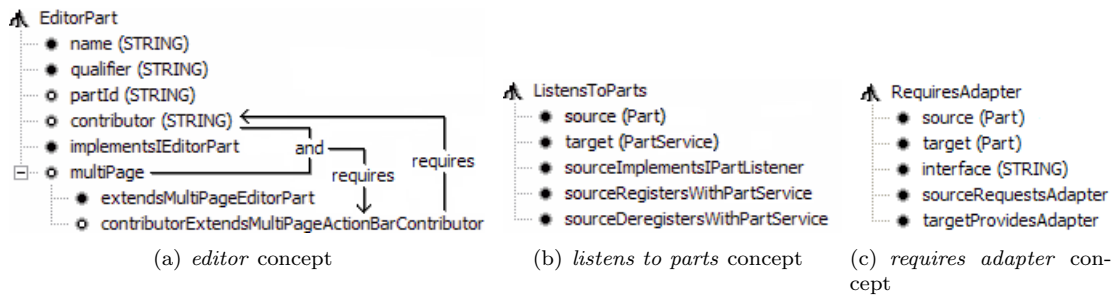 EditorPart
name (STRING)
qualifier (STRING)
partId (STRING)
contributor (STRING)
implementsIEditorPart
multiPage
extendsMultiPageEditorPart
contributorExtendsMultiPageActionBarContributor
and
requires
requires
(a) editor concept
ListensToParts
source (Part)
target (PartService)
sourceImplementsIPartListener
sourceRegistersWithPartService
sourceDeregistersWithPartService
(b) listens to parts concept
RequiresAdapter
source (Part)
target (Part)
interface (STRING)
sourceRequestsAdapter
targetProvidesAdapter
(c) requires adapter con-
cept